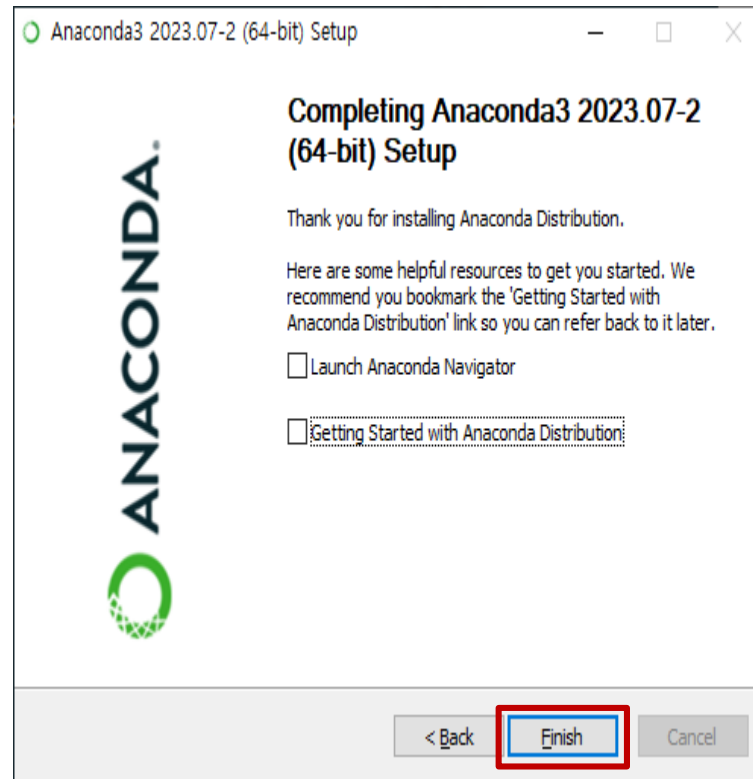 Anaconda3 2023.07-2 (64-bit) Setup
Completing Anaconda3 2023.07-2
(64-bit) Setup
ANACONDA.
Thank you for installing Anaconda Distribution.
Here are some helpful resources to get you started. We
recommend you bookmark the 'Getting Started with
Anaconda Distribution' link so you can refer back to it later.
Launch Anaconda Navigator
Getting Started with Anaconda Distribution
< Back
Finish
Cancel